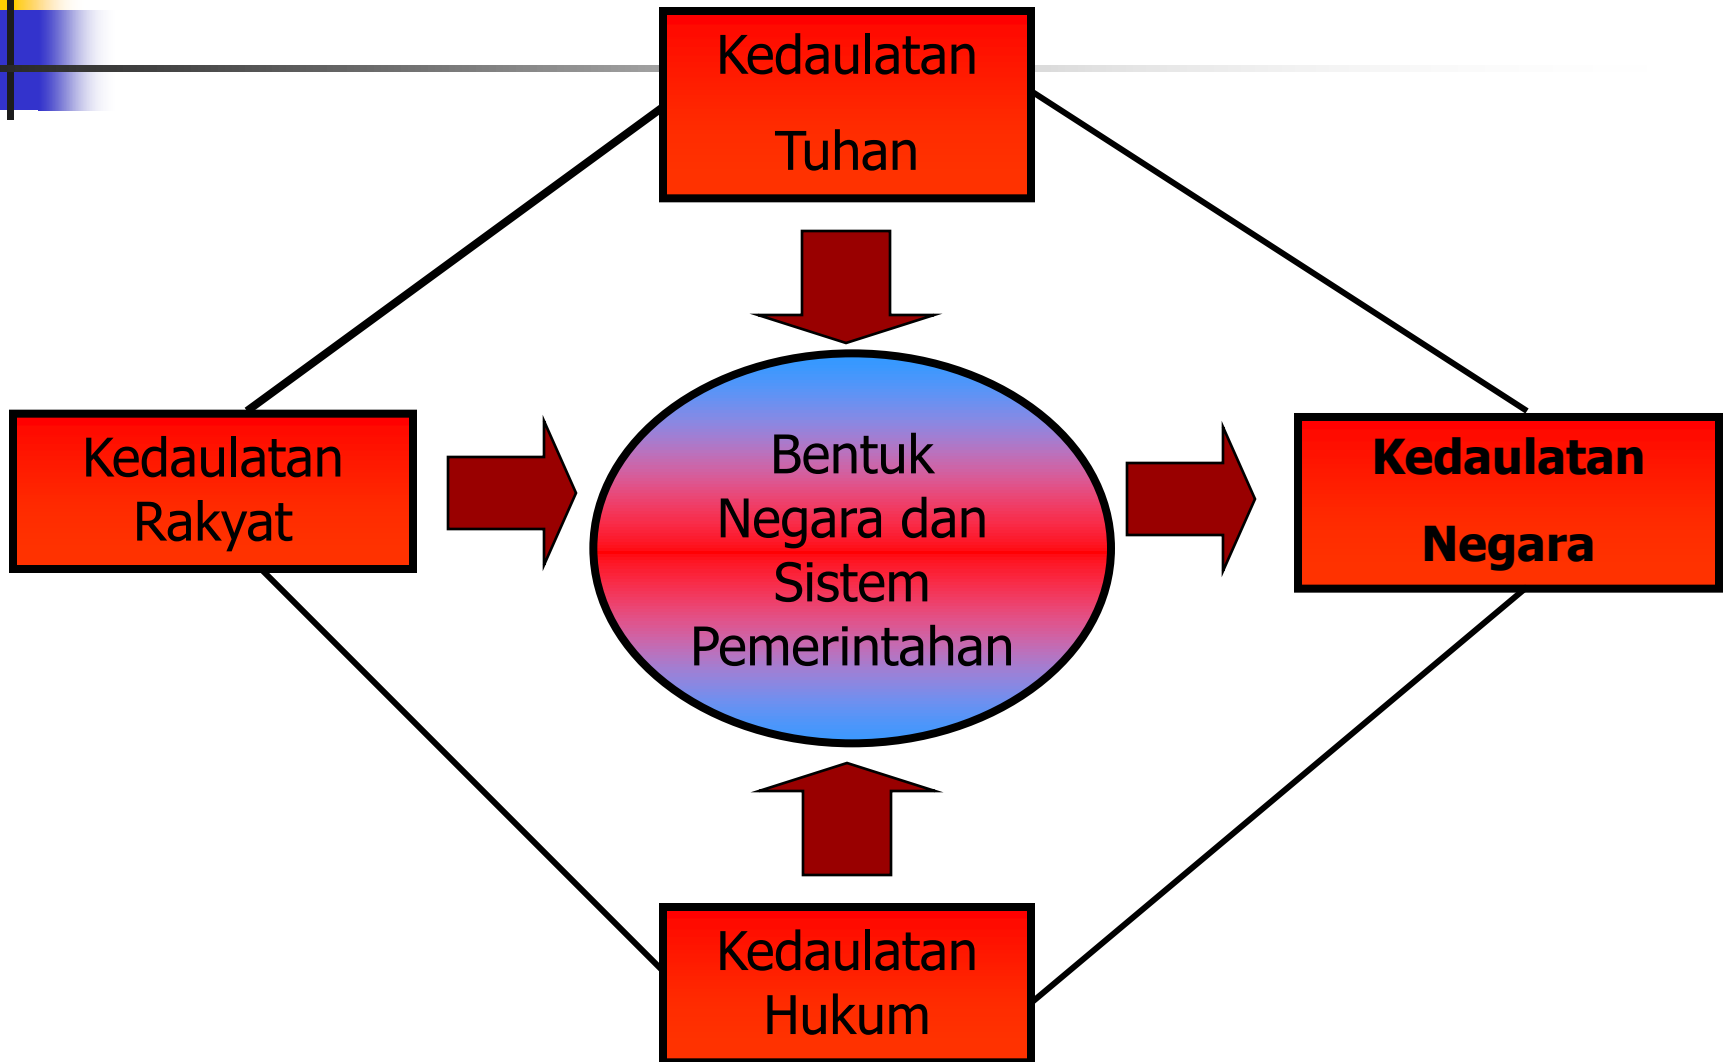 Kedaulatan
Tuhan
Kedaulatan
Rakyat
Bentuk
Negara dan
Sistem
Pemerintahan
Kedaulatan
Negara
Kedaulatan
Hukum